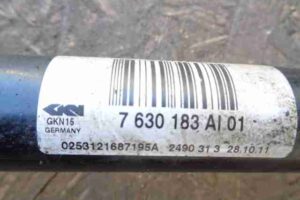 GKN
GKN15
GERMANY
7 630 183 AI 01
0253121687195A 2490 31 3 28.10.11